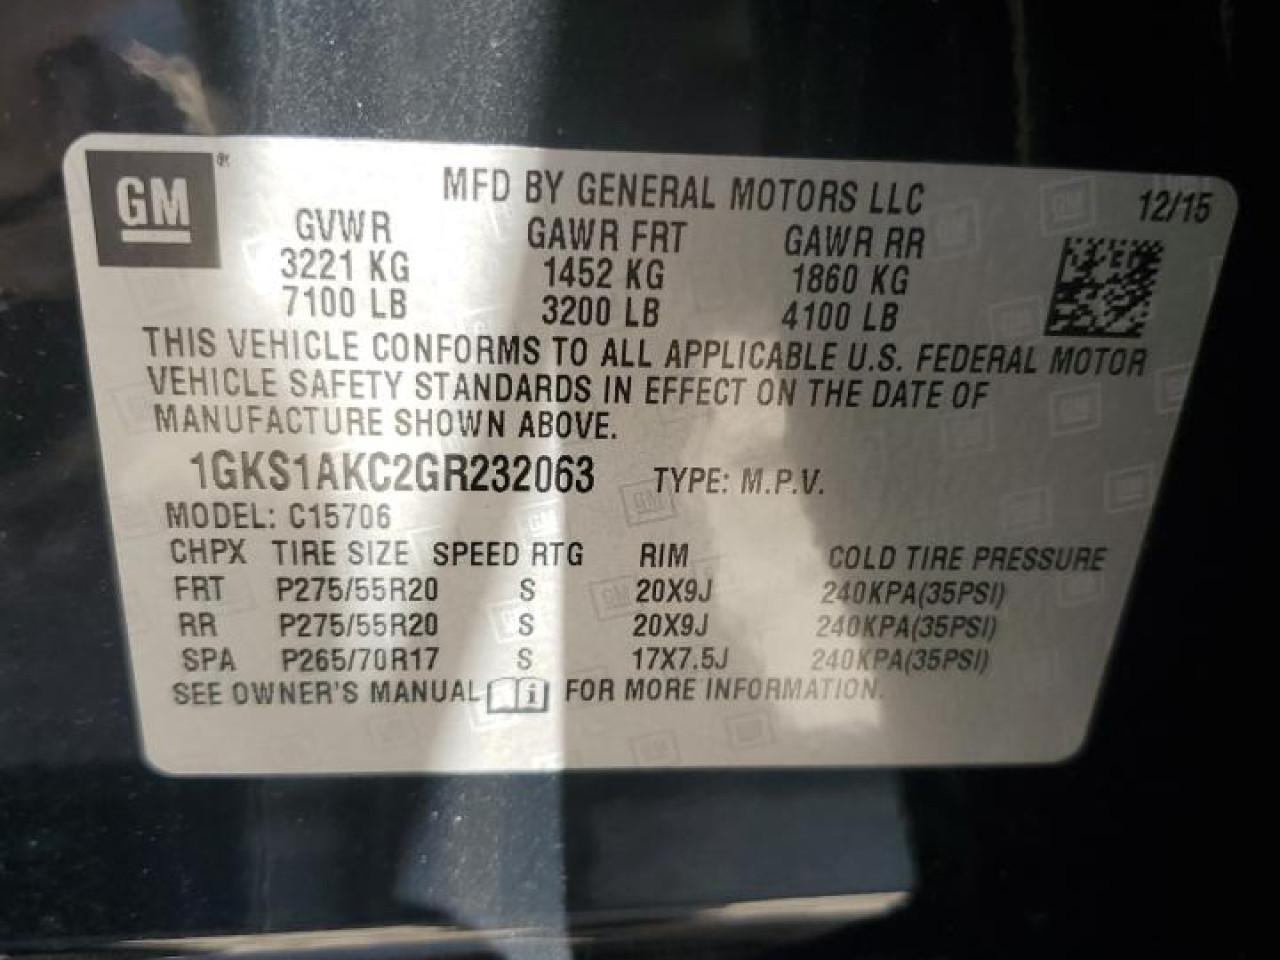 GM ®
MFD BY GENERAL MOTORS LLC 12/15
GVWR GAWR FRT GAWR RR
3221 KG 1452 KG 1860 KG
7100 LB 3200 LB 4100 LB
THIS VEHICLE CONFORMS TO ALL APPLICABLE U.S. FEDERAL MOTOR
VEHICLE SAFETY STANDARDS IN EFFECT ON THE DATE OF
MANUFACTURE SHOWN ABOVE.
1GKS1AKC2GR232063 TYPE: M.P.V.
MODEL: C15706
CHPX TIRE SIZE SPEED RTG RIM COLD TIRE PRESSURE
FRT P275/55R20 S 20X9J 240KPA(35PSI)
RR P275/55R20 S 20X9J 240KPA(35PSI)
SPA P265/70R17 S 17X7.5J 240KPA(35PSI)
SEE OWNER'S MANUAL i FOR MORE INFORMATION.